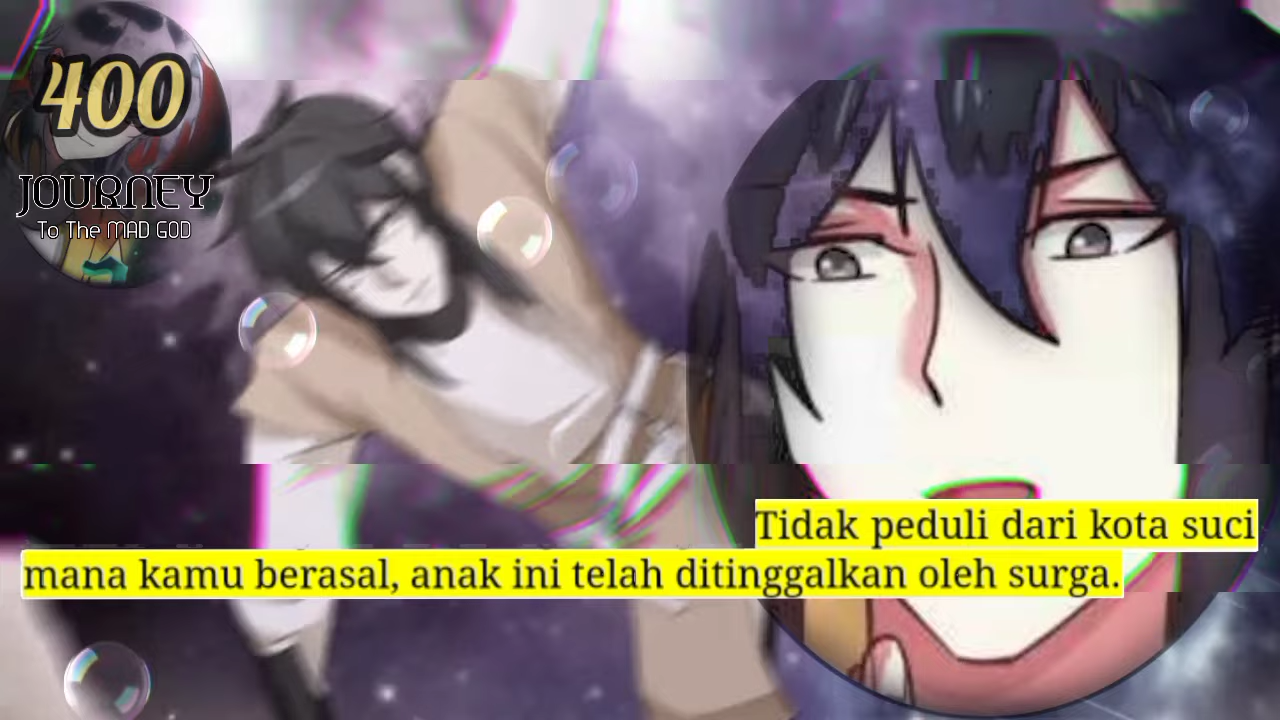 400
JOURNEY
To The MAD GOD
Tidak peduli dari kota suci
mana kamu berasal, anak ini telah ditinggalkan oleh surga.